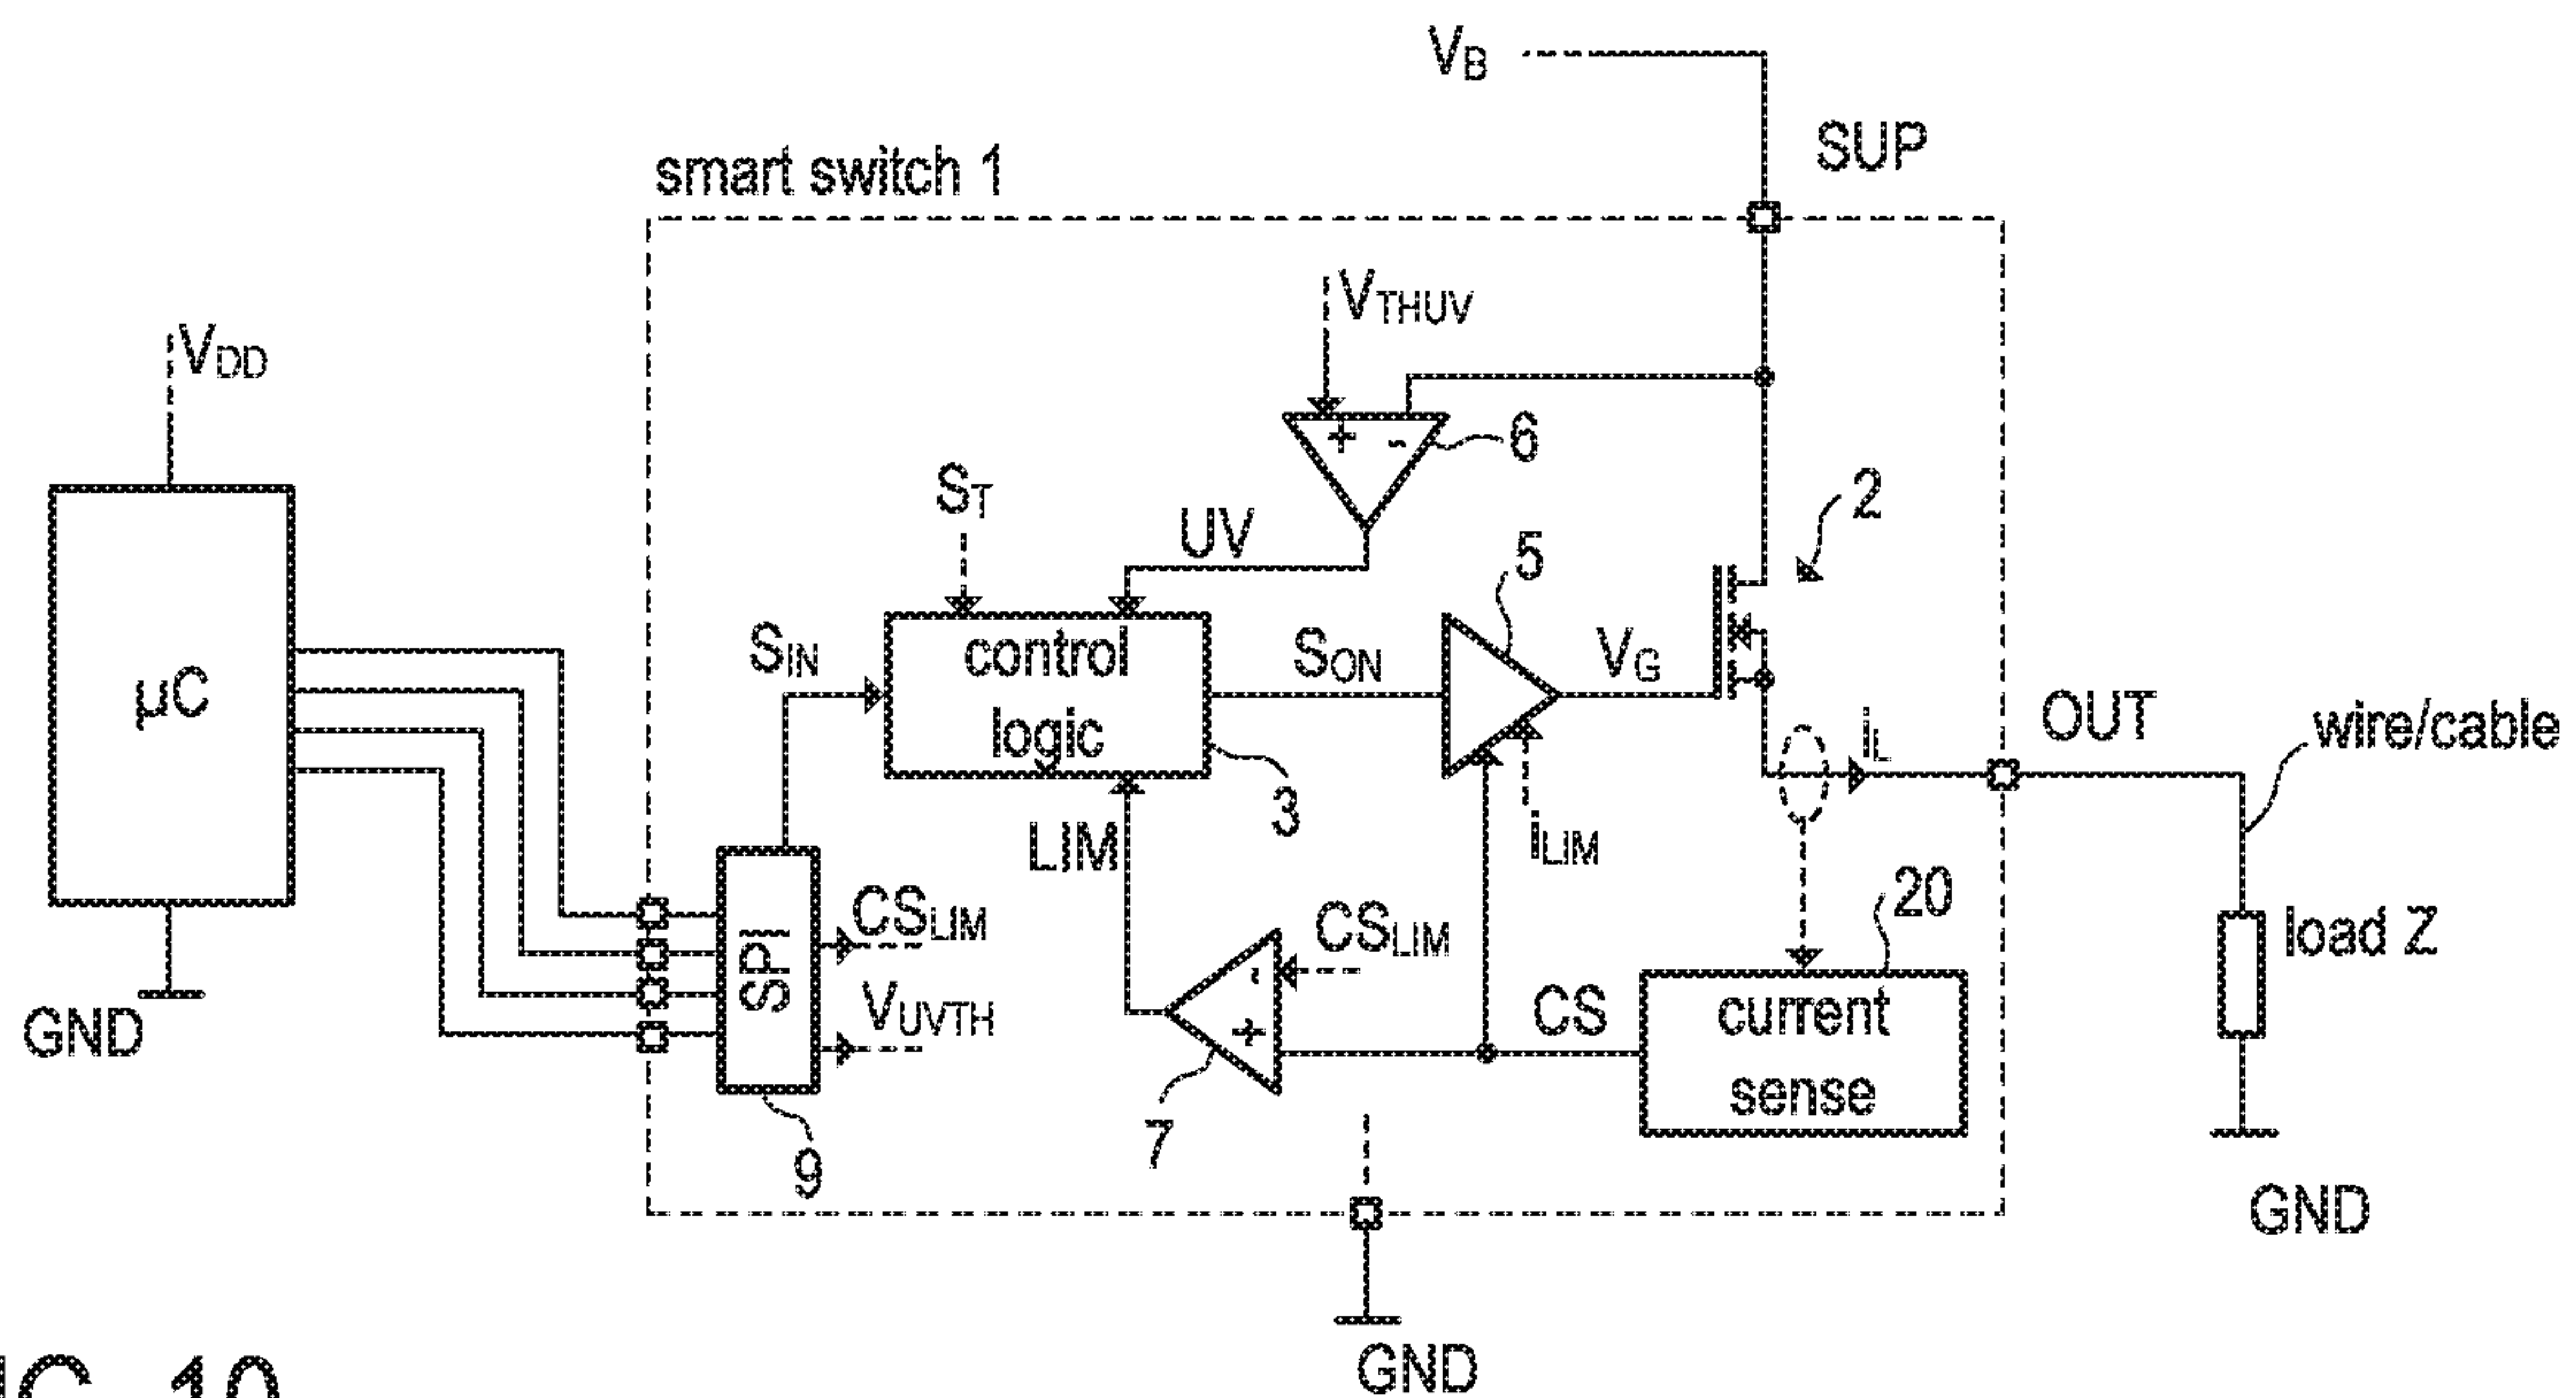 VB
SUP
smart switch 1
VTHUV
VDD
6
ST
UV
2
5
µC
SIN
control
logic
SON
VG
iL
OUT
wire/cable
3
LIM
iLIM
20
CSLIM
CSLIM
load Z
SPI
VUVTH
+
-
+
-
CS
current
sense
GND
7
9
GND
GND
10